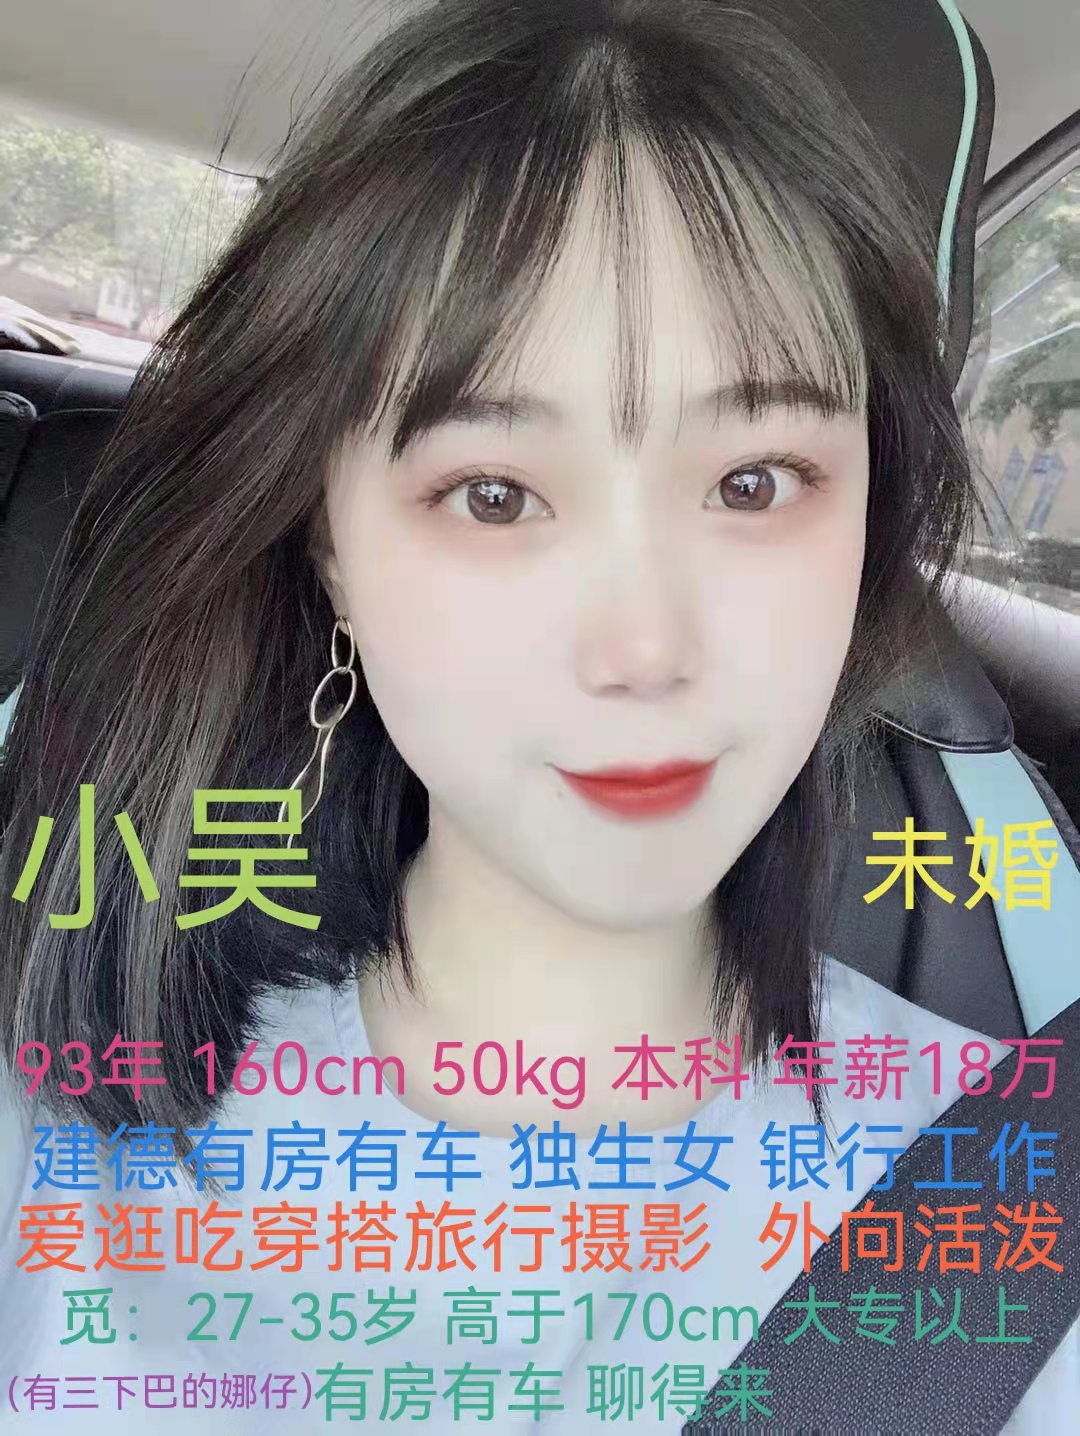 小吴
未婚
93年 160cm 50kg 本科 年薪18万
建德有房有车 独生女 银行工作
爱逛吃穿搭旅行摄影 外向活泼
觅：27-35岁 高于170cm 大专以上
(有三下巴的娜仔)有房有车 聊得来